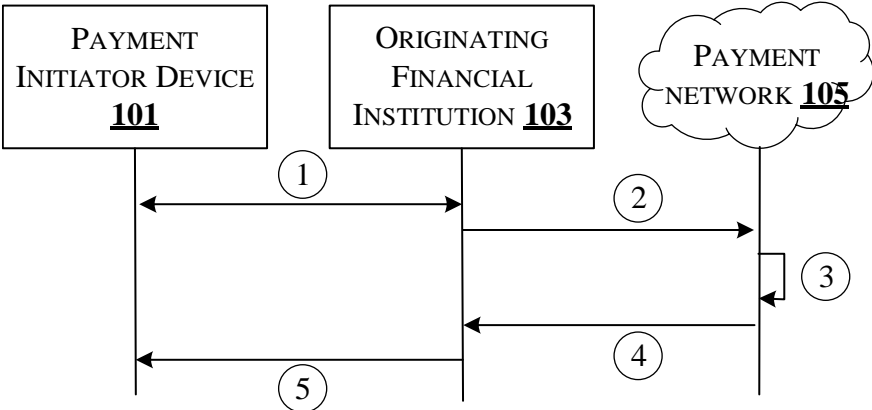 PAYMENT
INITIATOR DEVICE
101
ORIGINATING
FINANCIAL
INSTITUTION 103
PAYMENT
NETWORK 105
1
2
3
4
5